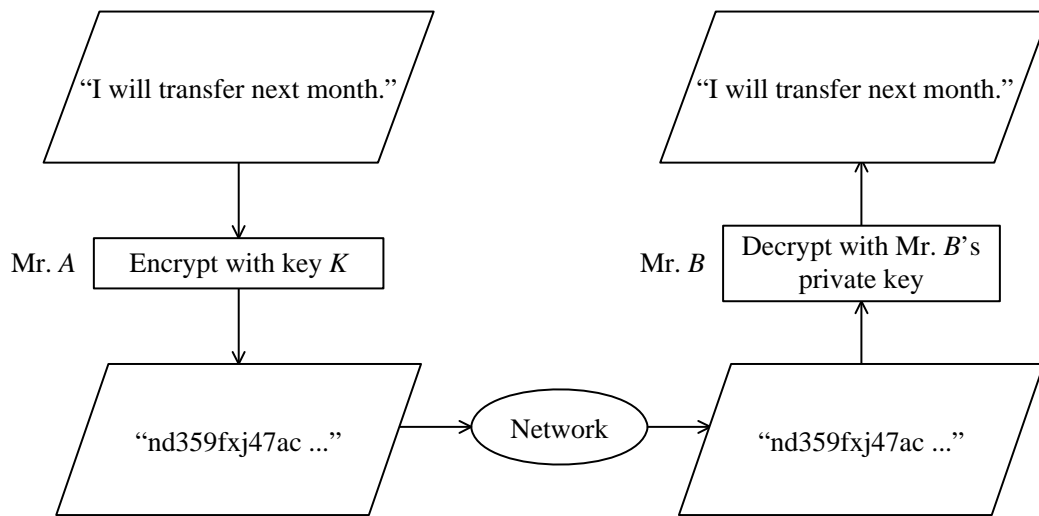 “I will transfer next month.”
“I will transfer next month.”
Mr. A
Encrypt with key K
Mr. B
Decrypt with Mr. B’s
private key
“nd359fxj47ac ...”
Network
“nd359fxj47ac ...”